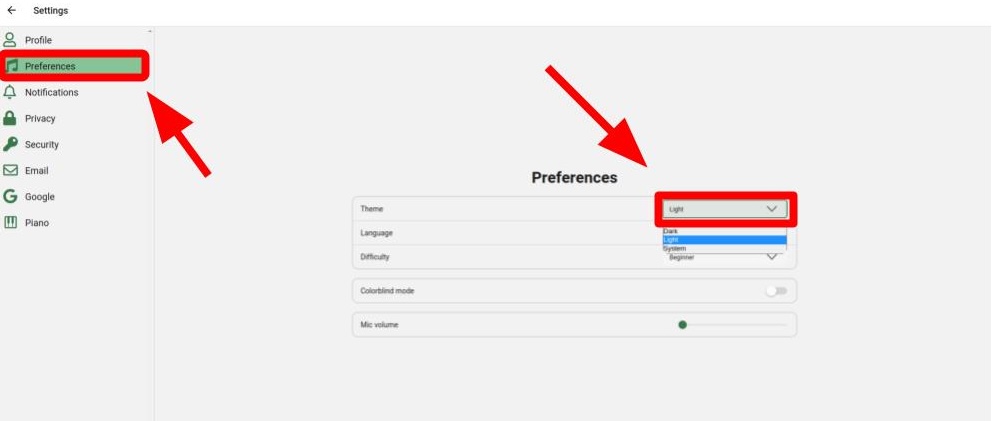 Settings
Profile
Preferences
Notifications
Privacy
Security
Email
Google
Piano
Preferences
Theme
Light
Dark
Light
System
Language
Difficulty
Beginner
Colorblind mode
Mic volume